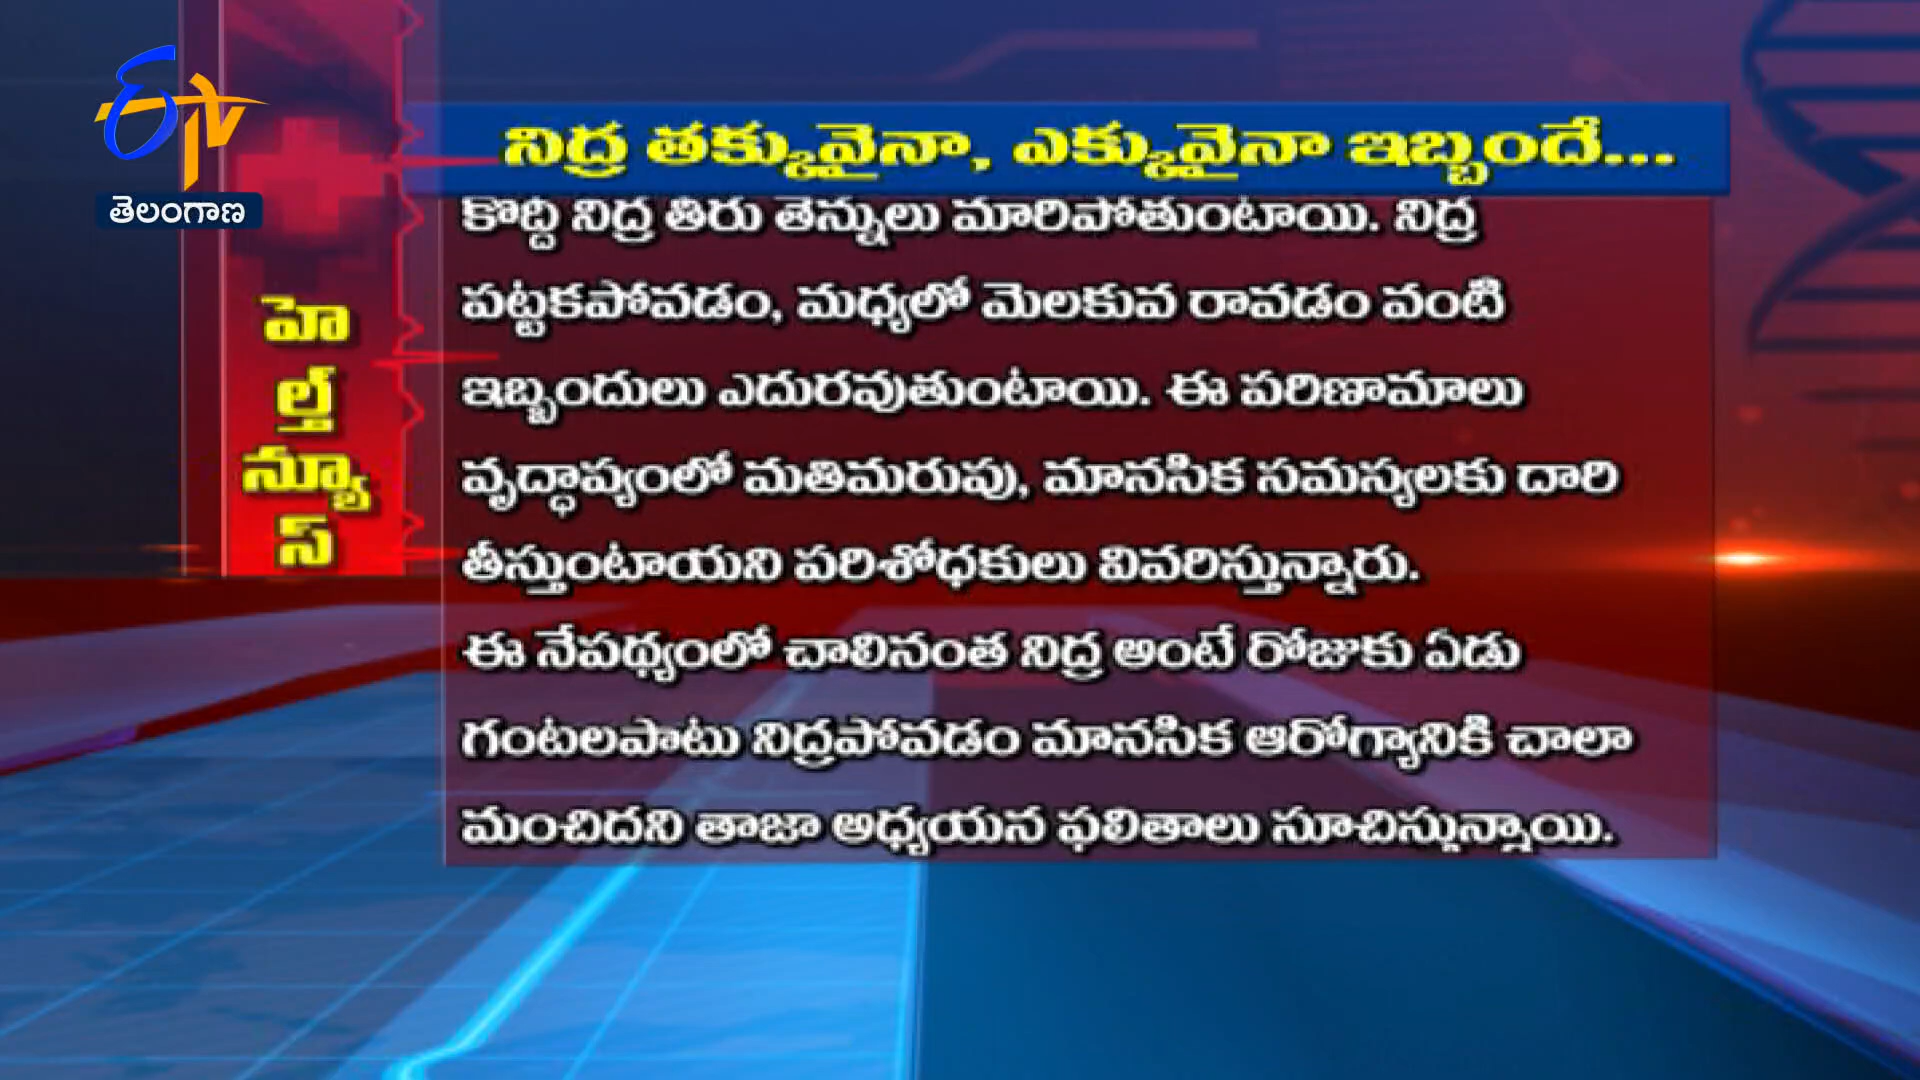 ETV
తెలంగాణ
హెల్త్ న్యూస్
నిద్ర తక్కువైనా, ఎక్కువైనా ఇబ్బందే...
కొద్ది నిద్ర తీరు తెన్నులు మారిపోతుంటాయి. నిద్ర
పట్టకపోవడం, మధ్యలో మెలకువ రావడం వంటి
ఇబ్బందులు ఎదురవుతుంటాయి. ఈ పరిణామాలు
వృద్ధాప్యంలో మతిమరుపు, మానసిక సమస్యలకు దారి
తీస్తుంటాయని పరిశోధకులు వివరిస్తున్నారు.
ఈ నేపథ్యంలో చాలినంత నిద్ర అంటే రోజుకు ఏడు
గంటలపాటు నిద్రపోవడం మానసిక ఆరోగ్యానికి చాలా
మంచిదని తాజా అధ్యయన ఫలితాలు సూచిస్తున్నాయి.